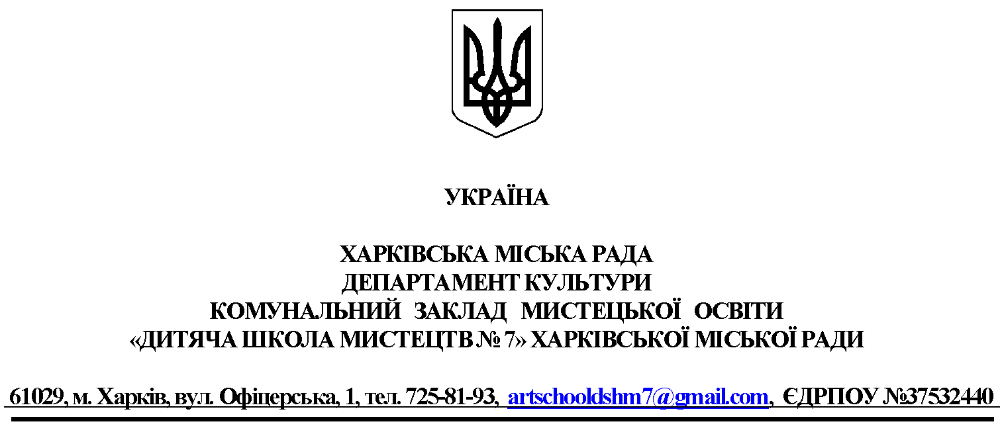 УКРАЇНА
ХАРКІВСЬКА МІСЬКА РАДА
ДЕПАРТАМЕНТ КУЛЬТУРИ
КОМУНАЛЬНИЙ ЗАКЛАД МИСТЕЦЬКОЇ ОСВІТИ
«ДИТЯЧА ШКОЛА МИСТЕЦТВ № 7» ХАРКІВСЬКОЇ МІСЬКОЇ РАДИ
61029, м. Харків, вул. Офіцерська, 1, тел. 725-81-93, artschooldshm7@gmail.com, ЄДРПОУ №37532440